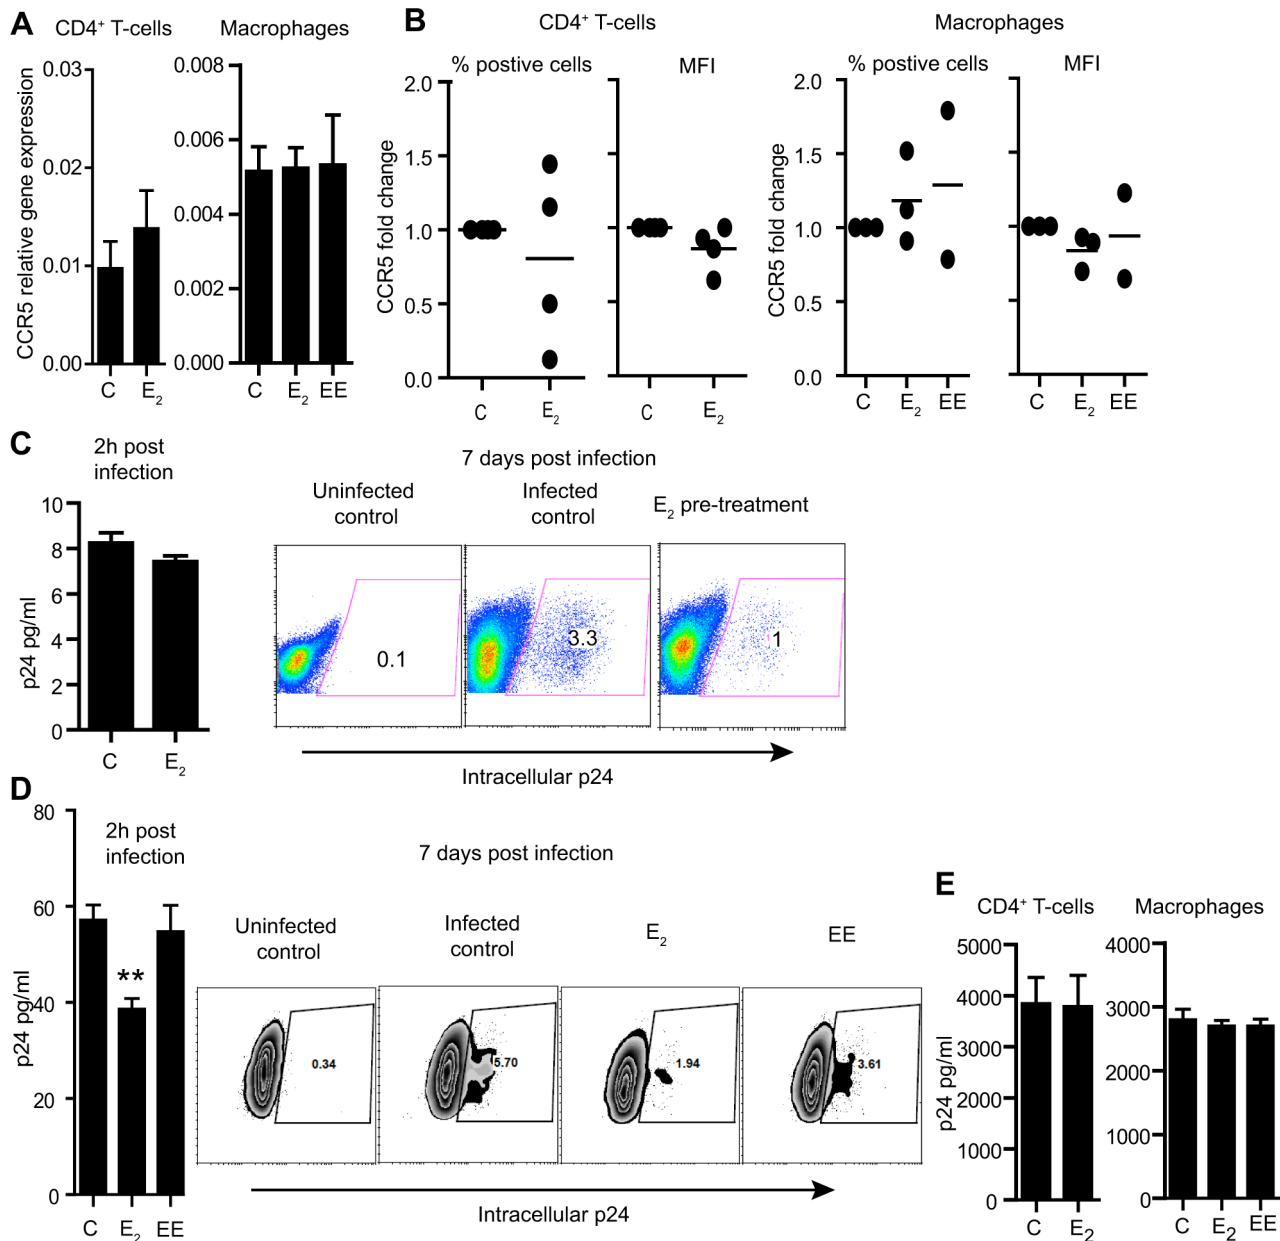 A
CD4⁺ T-cells
Macrophages
CCR5 relative gene expression
0.03
0.02
0.01
0.00
C
E₂
0.008
0.006
0.004
0.002
0.000
C
E₂
EE
B
CD4⁺ T-cells
Macrophages
% postive cells
MFI
% postive cells
MFI
CCR5 fold change
2.0
1.5
1.0
0.5
0.0
C
E₂
C
E₂
CCR5 fold change
2.0
1.5
1.0
0.5
0.0
C
E₂
EE
C
E₂
EE
C
2h post
infection
p24 pg/ml
10
8
6
4
2
0
C
E₂
7 days post infection
Uninfected
control
Infected
control
E₂ pre-treatment
0.1
3.3
1
Intracellular p24
D
2h post
infection
p24 pg/ml
80
60
40
20
0
**
C
E₂
EE
7 days post infection
Uninfected
control
Infected
control
E₂
EE
0.34
5.70
1.94
3.61
Intracellular p24
E
CD4⁺ T-cells
Macrophages
p24 pg/ml
5000
4000
3000
2000
1000
0
C
E₂
4000
3000
2000
1000
0
C
E₂
EE